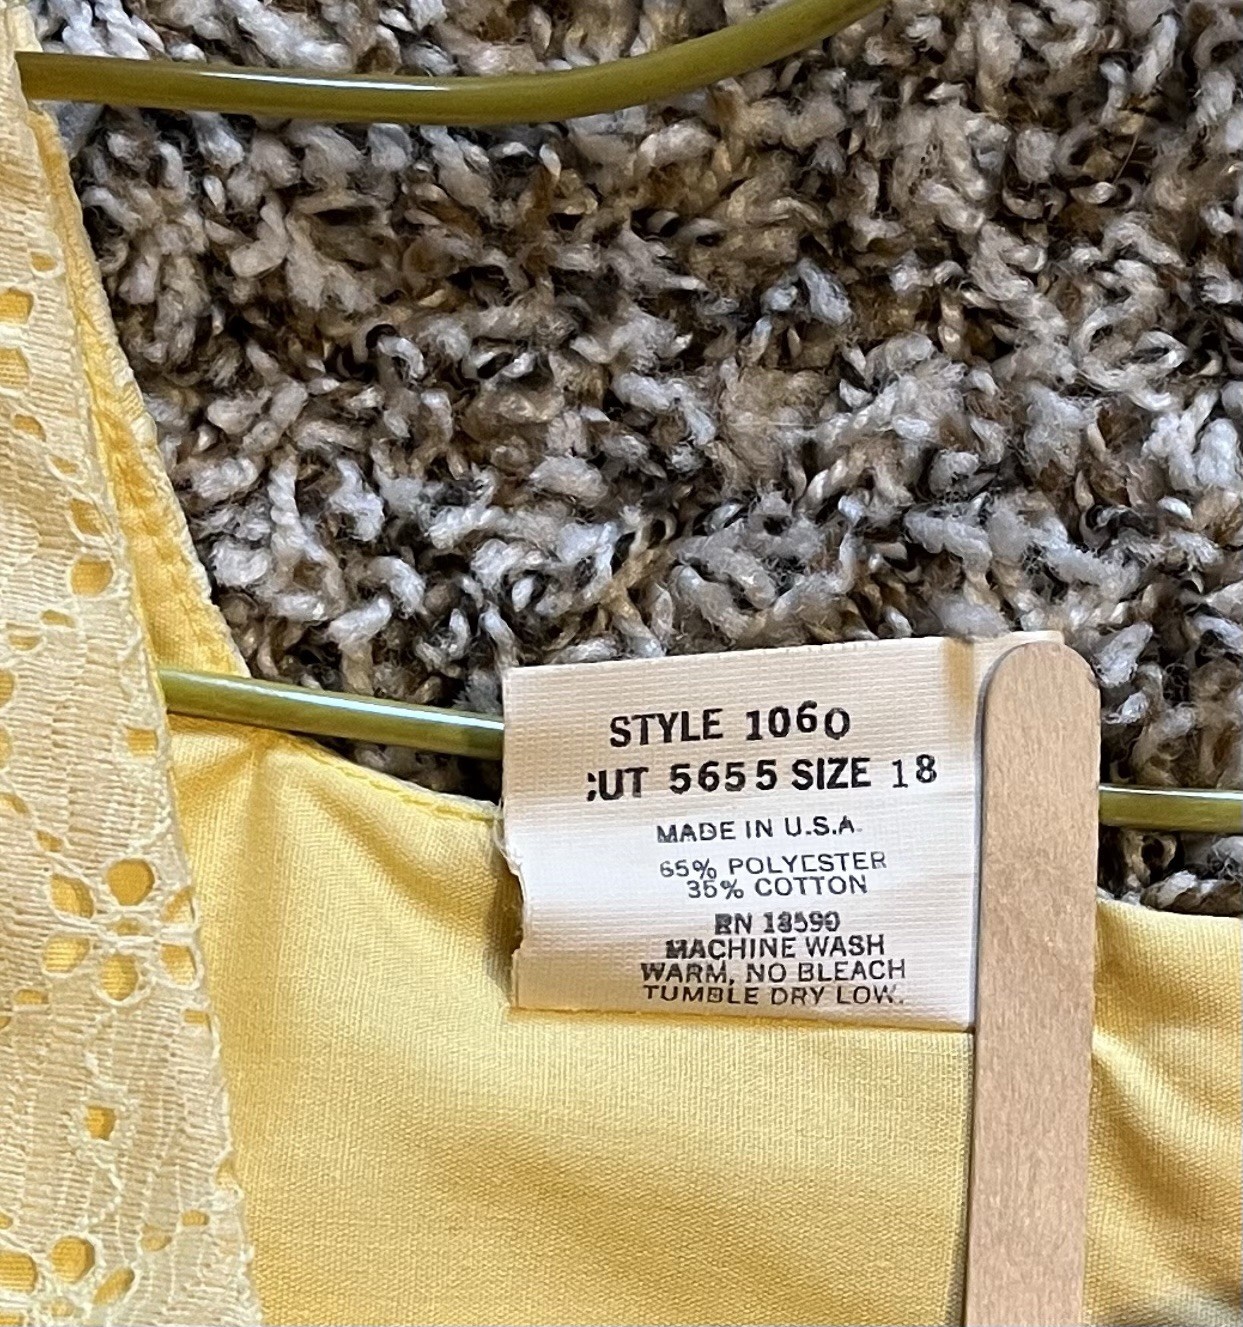 STYLE 1060
CUT 5655 SIZE 18
MADE IN U.S.A.
65% POLYESTER
35% COTTON
RN 18590
MACHINE WASH
WARM, NO BLEACH
TUMBLE DRY LOW.